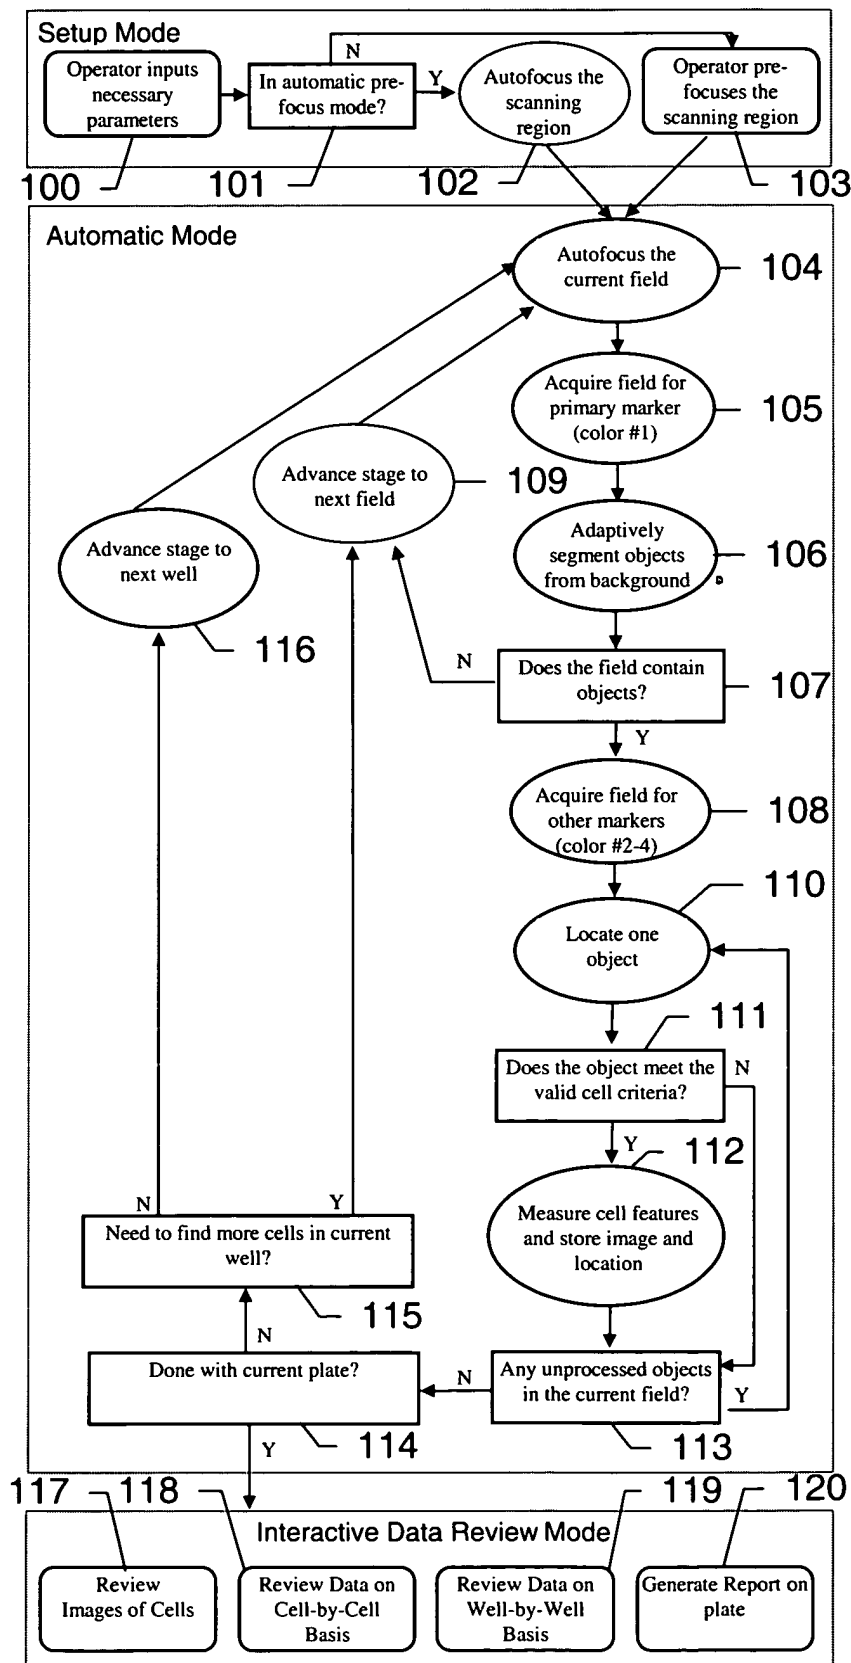 Setup Mode
Operator inputs
necessary
parameters
In automatic pre-
focus mode?
N
Y
Autofocus the
scanning
region
Operator pre-
focuses the
scanning region
100
101
102
103
Automatic Mode
Autofocus the
current field
104
Acquire field for
primary marker
(color #1)
105
Advance stage to
next field
109
Adaptively
segment objects
from background
106
Advance stage to
next well
116
N
Does the field contain
objects?
107
Y
Acquire field for
other markers
(color #2-4)
108
110
Locate one
object
111
Does the object meet the
valid cell criteria?
N
Y
112
Measure cell features
and store image and
location
N
Y
Need to find more cells in current
well?
115
N
Done with current plate?
N
Any unprocessed objects
in the current field?
Y
114
113
Y
117
118
119
120
Interactive Data Review Mode
Review
Images of Cells
Review Data on
Cell-by-Cell
Basis
Review Data on
Well-by-Well
Basis
Generate Report on
plate